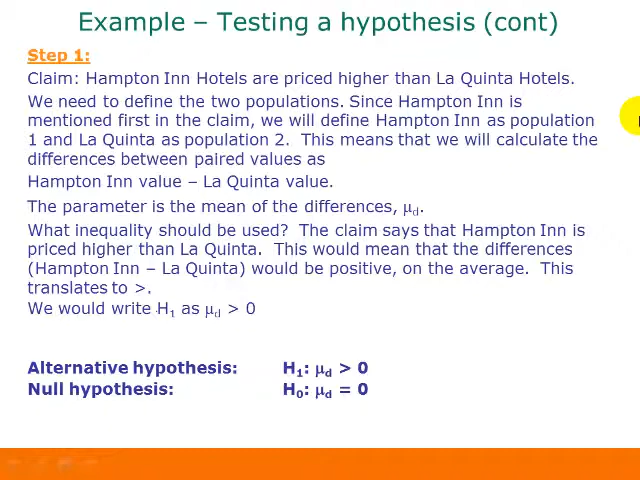 Example – Testing a hypothesis (cont)
Step 1:
Claim: Hampton Inn Hotels are priced higher than La Quinta Hotels.
We need to define the two populations. Since Hampton Inn is
mentioned first in the claim, we will define Hampton Inn as population
1 and La Quinta as population 2.  This means that we will calculate the
differences between paired values as
Hampton Inn value – La Quinta value.
The parameter is the mean of the differences, μd.
What inequality should be used?  The claim says that Hampton Inn is
priced higher than La Quinta.  This would mean that the differences
(Hampton Inn – La Quinta) would be positive, on the average.  This
translates to >.
We would write H1 as μd > 0
Alternative hypothesis: H1: μd > 0
Null hypothesis: H0: μd = 0